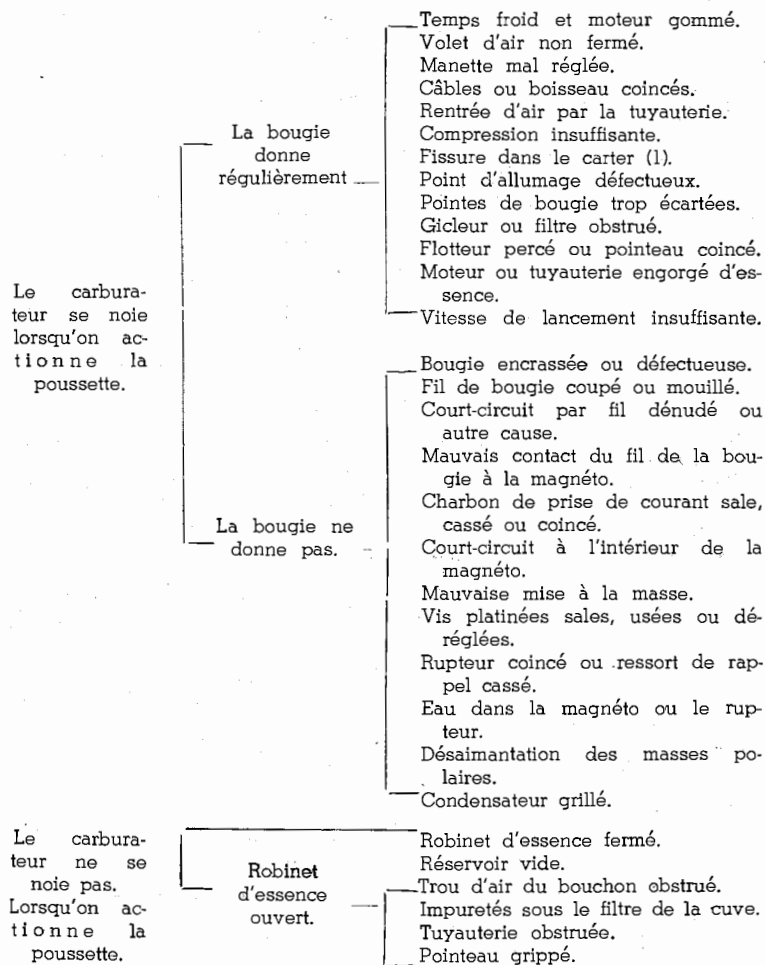 Le carbura-
teur se noie
lorsqu'on ac-
tionne la
poussette.
La bougie
donne
régulièrement
Temps froid et moteur gommé.
Volet d'air non fermé.
Manette mal réglée.
Câbles ou boisseau coincés.
Rentrée d'air par la tuyauterie.
Compression insuffisante.
Fissure dans le carter (1).
Point d'allumage défectueux.
Pointes de bougie trop écartées.
Gicleur ou filtre obstrué.
Flotteur percé ou pointeau coincé.
Moteur ou tuyauterie engorgé d'es-
sence.
Vitesse de lancement insuffisante.
La bougie ne
donne pas.
Bougie encrassée ou défectueuse.
Fil de bougie coupé ou mouillé.
Court-circuit par fil dénudé ou
autre cause.
Mauvais contact du fil de la bou-
gie à la magnéto.
Charbon de prise de courant sale,
cassé ou coincé.
Court-circuit à l'intérieur de la
magnéto.
Mauvaise mise à la masse.
Vis platinées sales, usées ou dé-
réglées.
Rupteur coincé ou ressort de rap-
pel cassé.
Eau dans la magnéto ou le rup-
teur.
Désaimantation des masses po-
laires.
Condensateur grillé.
Le carbura-
teur ne se
noie pas.
Lorsqu'on ac-
tionne la
poussette.
Robinet d'essence fermé.
Robinet
d'essence
ouvert.
Réservoir vide.
Trou d'air du bouchon obstrué.
Impuretés sous le filtre de la cuve.
Tuyauterie obstruée.
Pointeau grippé.